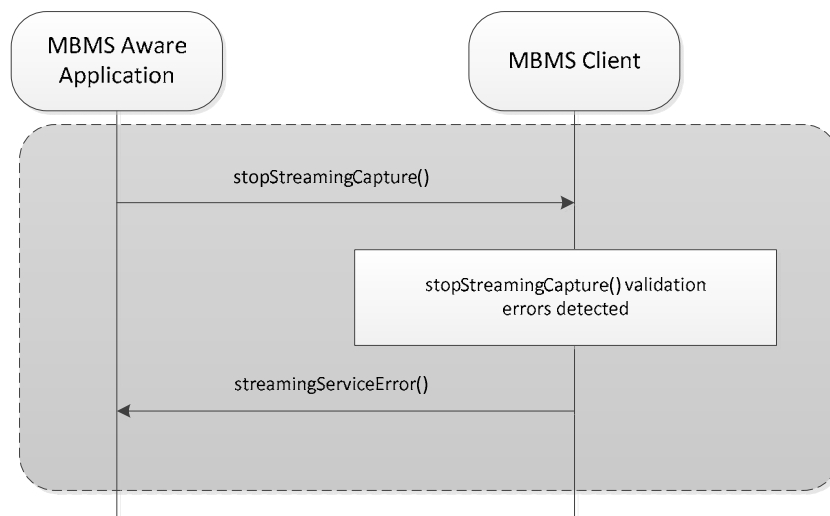 MBMS Aware
Application
MBMS Client
stopStreamingCapture()
stopStreamingCapture() validation
errors detected
streamingServiceError()